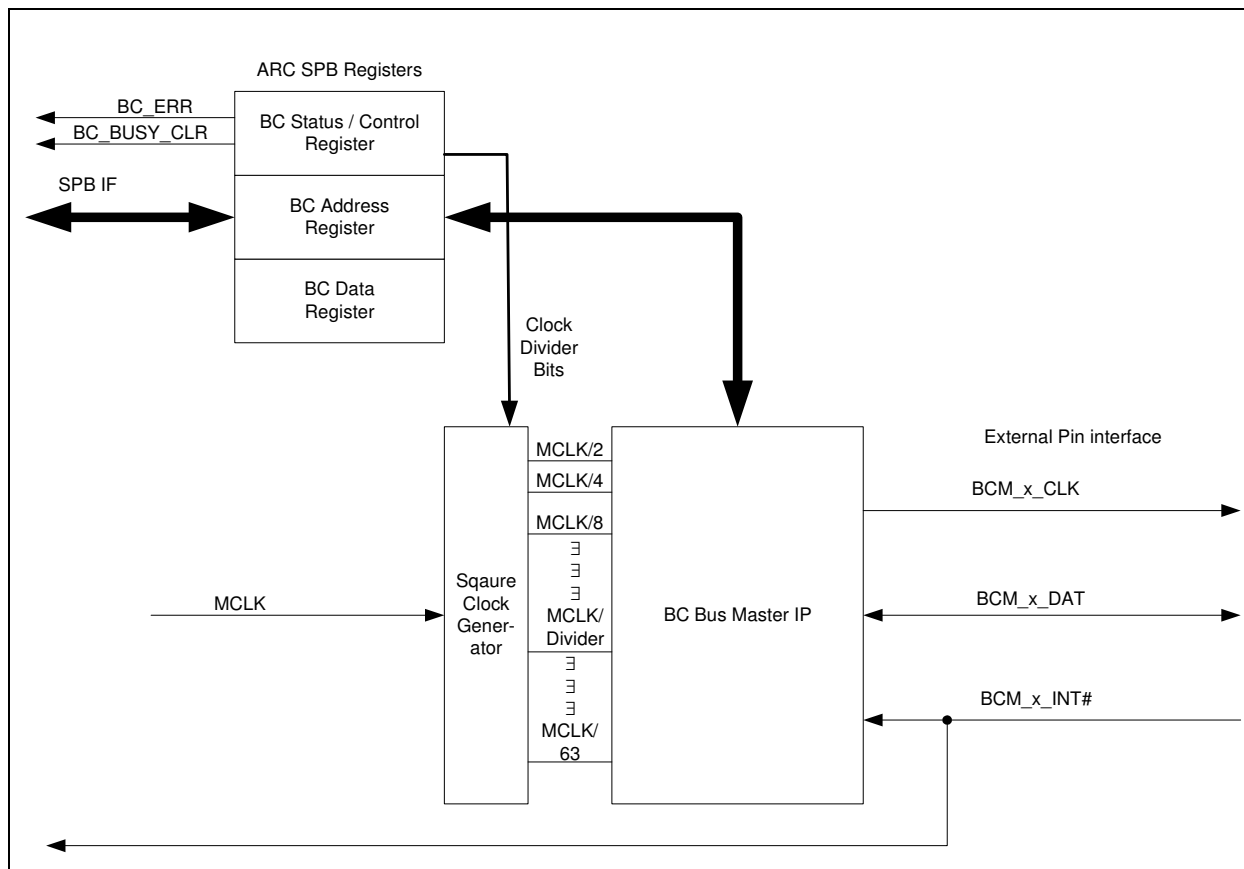 ARC SPB Registers
BC_ERR
BC_BUSY_CLR
BC Status / Control
Register
SPB IF
BC Address
Register
BC Data
Register
Clock
Divider
Bits
MCLK/2
MCLK/4
MCLK/8
∃
∃
∃
MCLK/
Divider
∃
∃
∃
MCLK/
63
MCLK
Sqaure
Clock
Gener-
ator
BC Bus Master IP
External Pin interface
BCM_x_CLK
BCM_x_DAT
BCM_x_INT#